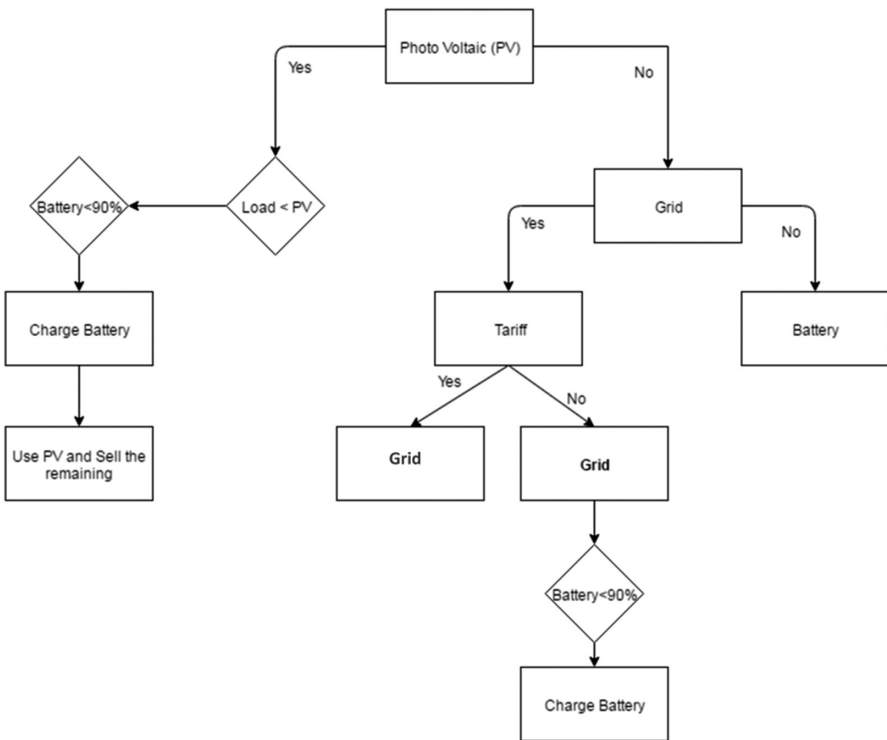 Photo Voltaic (PV)
Yes
No
Battery<90%
Load < PV
Grid
Yes
No
Charge Battery
Tariff
Battery
Yes
No
Use PV and Sell the
remaining
Grid
Grid
Battery<90%
Charge Battery